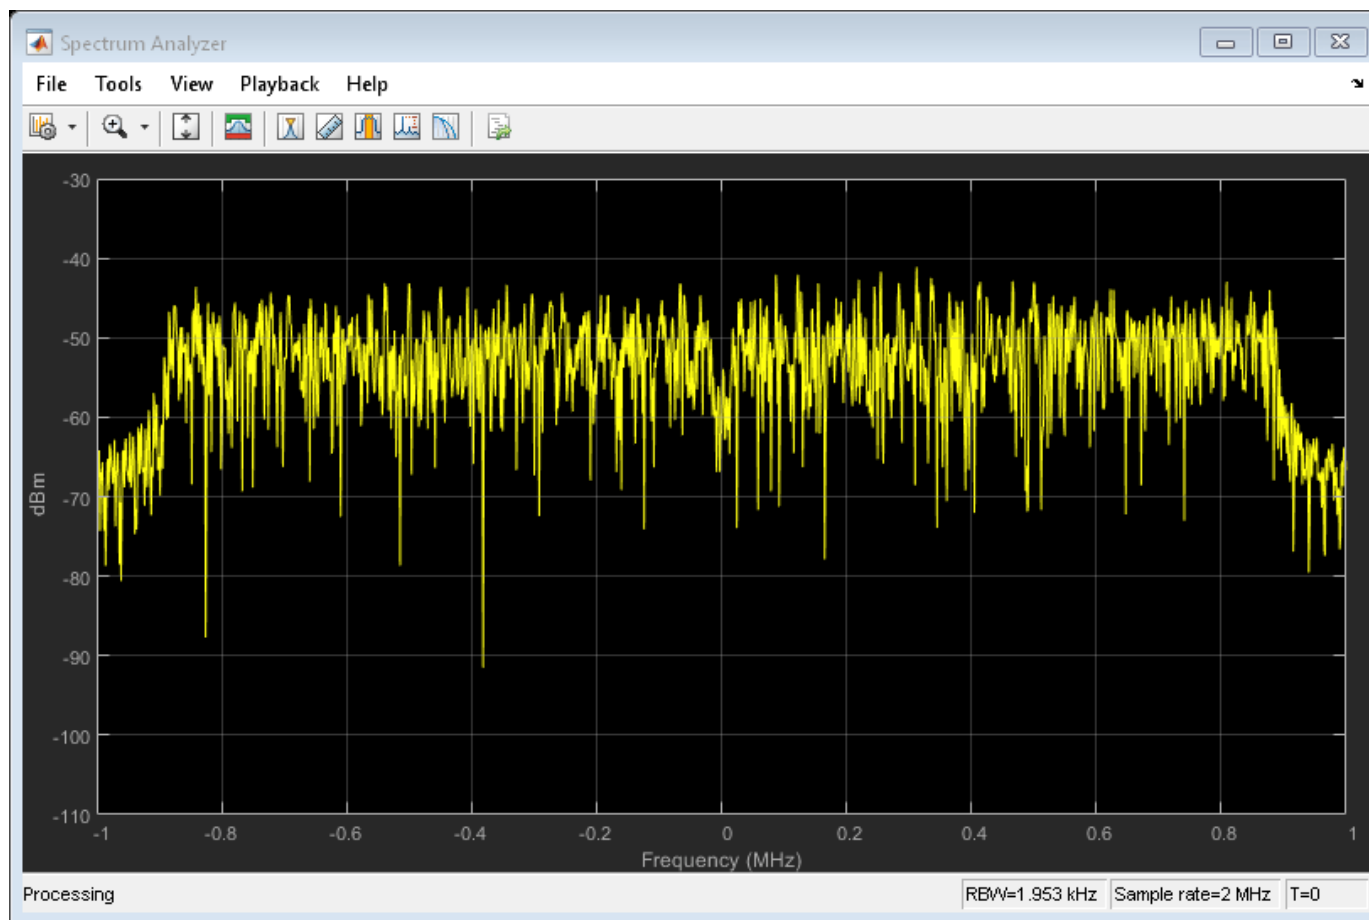 Spectrum Analyzer
File Tools View Playback Help
-30
-40
-50
-60
-70
-80
-90
-100
-110
dBm
-1 -0.8 -0.6 -0.4 -0.2 0 0.2 0.4 0.6 0.8 1
Frequency (MHz)
Processing RBW=1.953 kHz Sample rate=2 MHz T=0